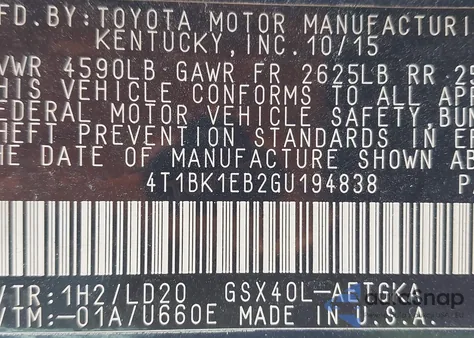 FD.BY: TOYOTA MOTOR MANUFACTURI
KENTUCKY, INC. 10/15
VWR 4590LB GAWR FR 2625LB RR 25
HIS VEHICLE CONFORMS TO ALL APP
EDERAL MOTOR VEHICLE SAFETY, BUM
HEFT PREVENTION STANDARDS IN E
HE DATE OF MANUFACTURE SHOWN AB
4T1BK1EB2GU194838 P
/TR: 1H2/LD20 GSX40L-AETGKA
/TM:-01A/U660E MADE IN U.S.A.
autosnap